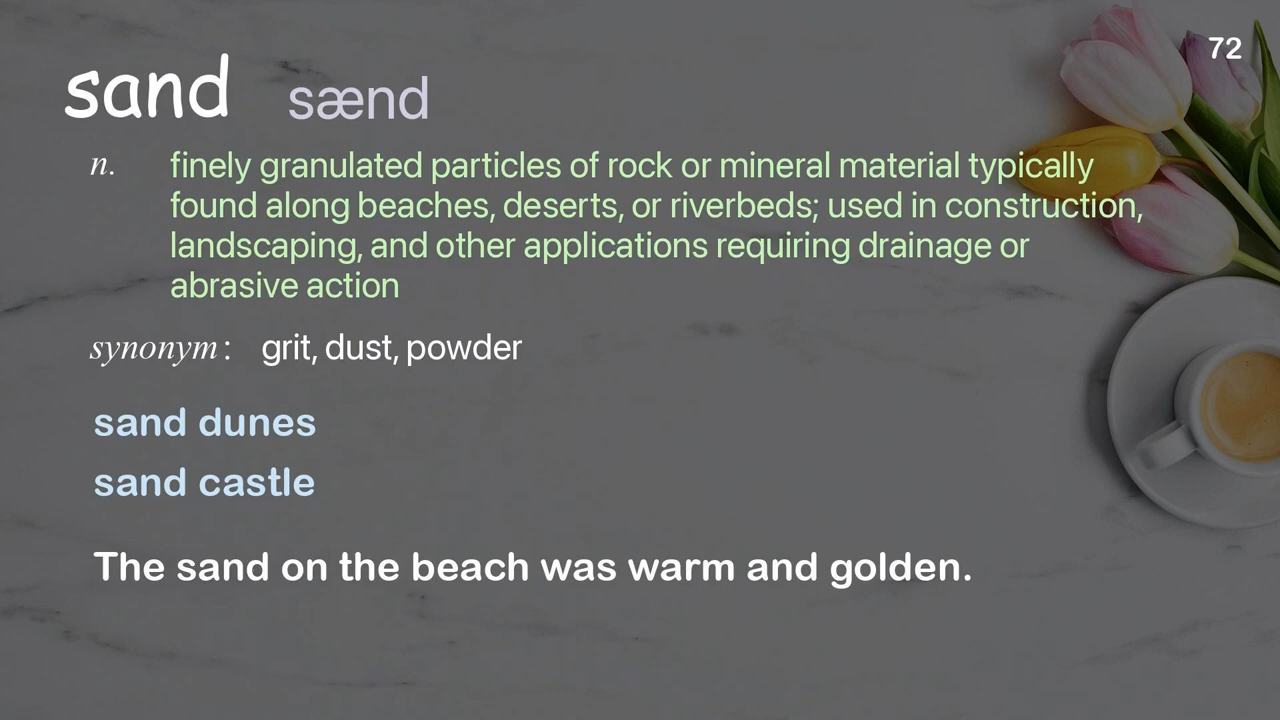 72
sand sænd
n. finely granulated particles of rock or mineral material typically
found along beaches, deserts, or riverbeds; used in construction,
landscaping, and other applications requiring drainage or
abrasive action
synonym: grit, dust, powder
sand dunes
sand castle
The sand on the beach was warm and golden.